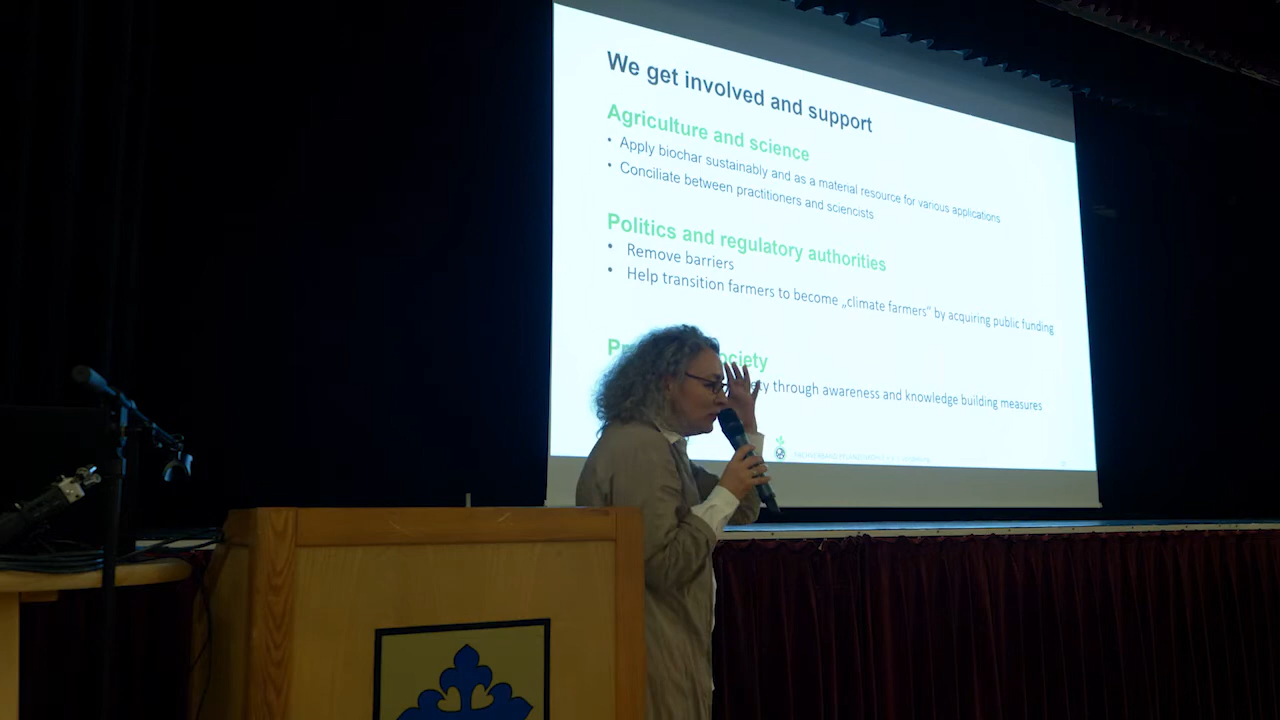 We get involved and support
Agriculture and science
• Apply biochar sustainably and as a material resource for various applications
• Conciliate between practitioners and sciencists
Politics and regulatory authorities
• Remove barriers
• Help transition farmers to become „climate farmers“ by acquiring public funding
through awareness and knowledge building measures